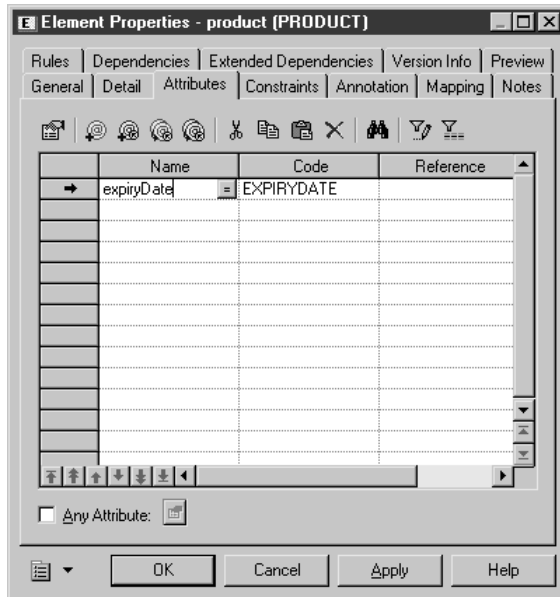 E Element Properties - product (PRODUCT)
Rules Dependencies Extended Dependencies Version Info Preview
General Detail Attributes Constraints Annotation Mapping Notes
Name Code Reference
expiryDate = EXPIRYDATE
Any Attribute:
OK Cancel Apply Help